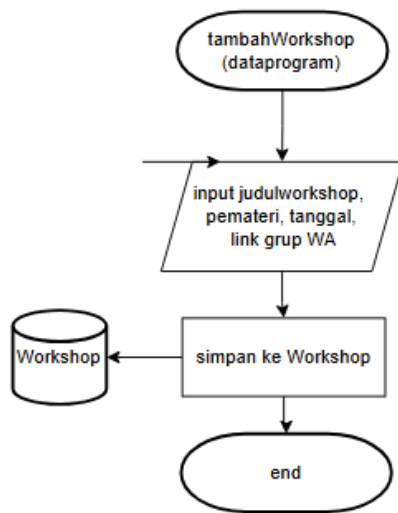 tambahWorkshop
(dataprogram)
input judulworkshop,
pemateri, tanggal,
link grup WA
Workshop
simpan ke Workshop
end